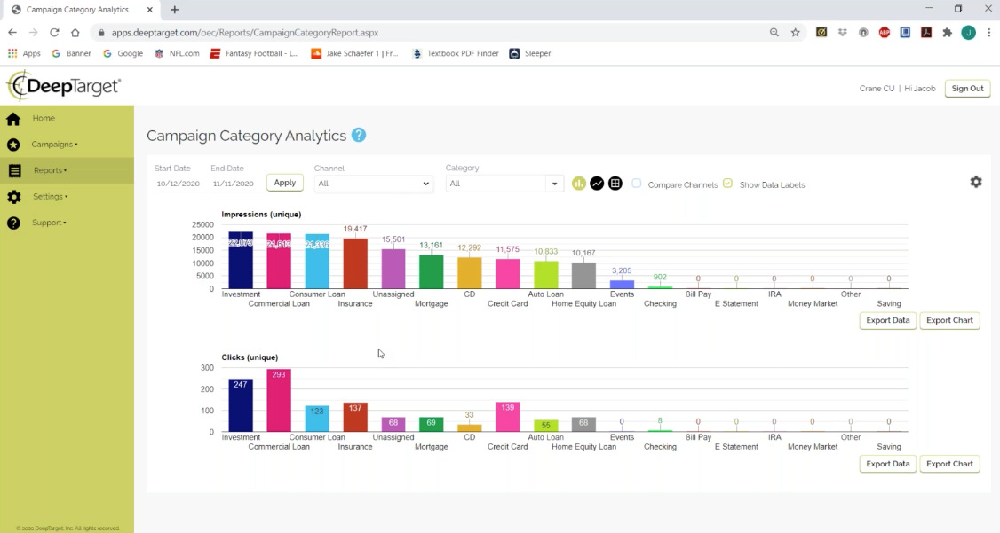 Campaign Category Analytics
apps.deeptarget.com/oec/Reports/CampaignCategoryReport.aspx
ABP
J
Apps Banner Google NFL.com Fantasy Football - L... Jake Schaefer 1 | Fr... Textbook PDF Finder Sleeper
DeepTarget®
Crane CU | Hi Jacob Sign Out
Home
Campaigns
Reports
Settings
Support
© 2020 DeepTarget, Inc. All rights reserved.
Campaign Category Analytics ?
Start Date End Date Channel Category
10/12/2020 11/11/2020 Apply All All Compare Channels Show Data Labels
Impressions (unique)
25000
20000
15000
10000
5000
0
22,073 21,613 21,336 19,417 15,501 13,161 12,292 11,575 10,833 10,167 3,205 902 0 0 0 0 0 0
Investment Consumer Loan Unassigned CD Auto Loan Events Bill Pay IRA Other
Commercial Loan Insurance Mortgage Credit Card Home Equity Loan Checking E Statement Money Market Saving
Export Data Export Chart
Clicks (unique)
300
200
100
0
247 293 123 137 68 69 33 139 55 68 0 8 0 0 0 0 0 0
Investment Consumer Loan Unassigned CD Auto Loan Events Bill Pay IRA Other
Commercial Loan Insurance Mortgage Credit Card Home Equity Loan Checking E Statement Money Market Saving
Export Data Export Chart